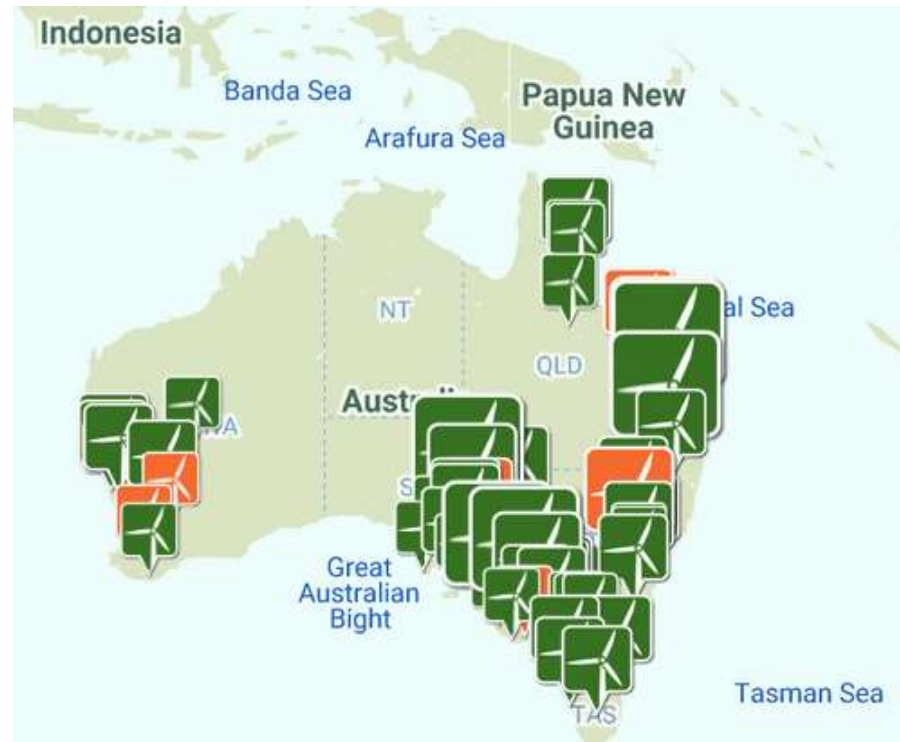 Indonesia
Banda Sea
Papua New
Guinea
Arafura Sea
al Sea
NT
QLD
Great
Australian
Bight
Tasman Sea
TAS